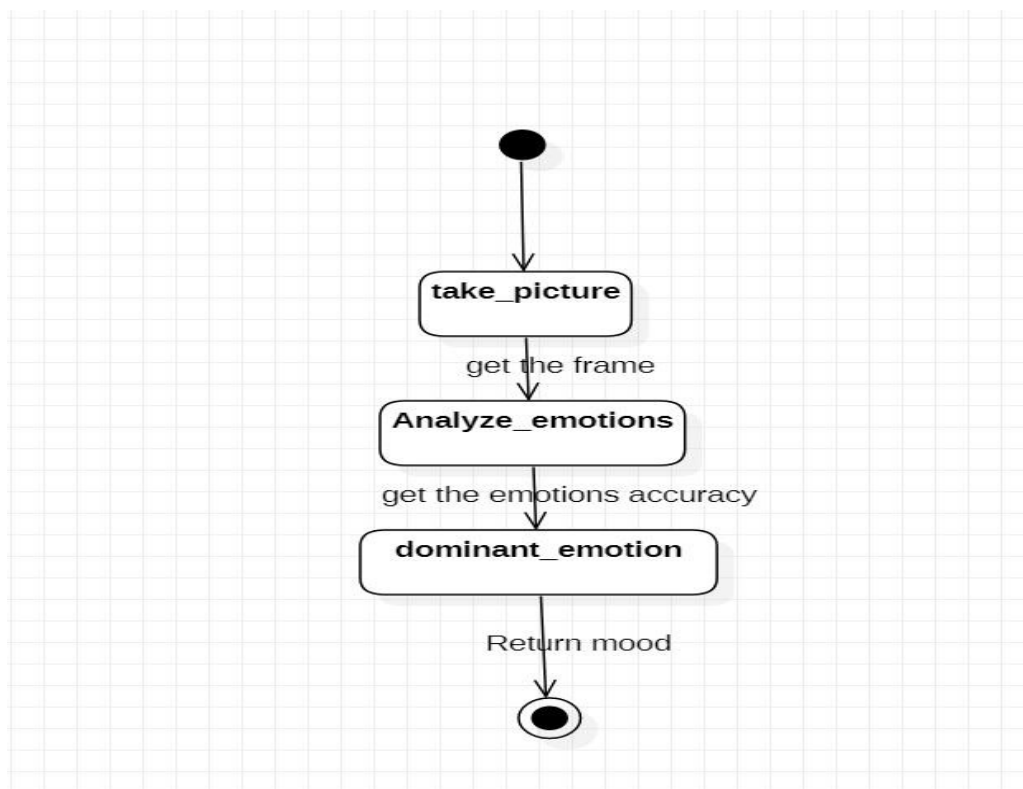 take_picture
get the frame
Analyze_emotions
get the emotions accuracy
dominant_emotion
Return mood